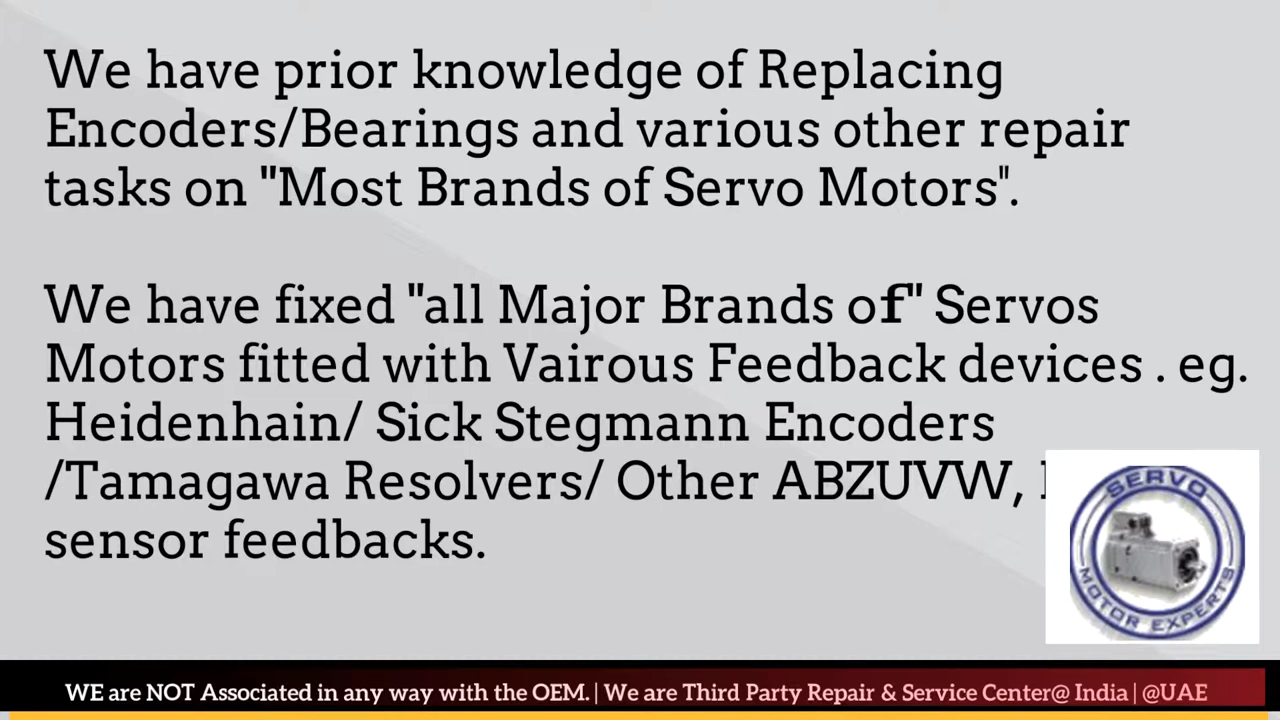 We have prior knowledge of Replacing
Encoders/Bearings and various other repair
tasks on "Most Brands of Servo Motors".
We have fixed "all Major Brands of" Servos
Motors fitted with Vairous Feedback devices . eg.
Heidenhain/ Sick Stegmann Encoders
/Tamagawa Resolvers/ Other ABZUVW,
sensor feedbacks.
SERVO
MOTOR EXPERTS
WE are NOT Associated in any way with the OEM. | We are Third Party Repair & Service Center@ India | @UAE